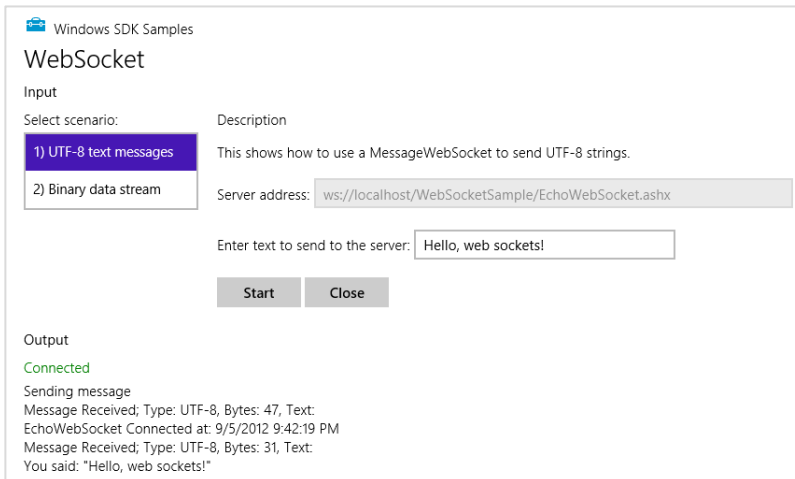 Windows SDK Samples
WebSocket
Input
Select scenario:
1) UTF-8 text messages
2) Binary data stream
Description
This shows how to use a MessageWebSocket to send UTF-8 strings.
Server address: ws://localhost/WebSocketSample/EchoWebSocket.ashx
Enter text to send to the server: Hello, web sockets!
Start Close
Output
Connected
Sending message
Message Received; Type: UTF-8, Bytes: 47, Text:
EchoWebSocket Connected at: 9/5/2012 9:42:19 PM
Message Received; Type: UTF-8, Bytes: 31, Text:
You said: "Hello, web sockets!"